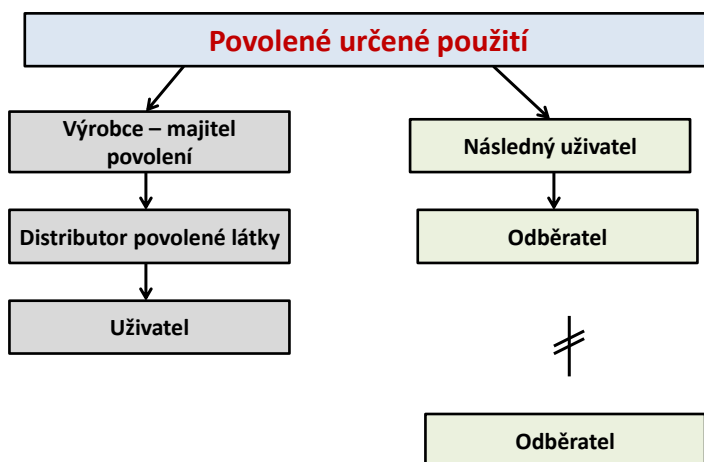 Povolené určené použití
Výrobce – majitel
povolení
Následný uživatel
Distributor povolené látky
Odběratel
Uživatel
Odběratel